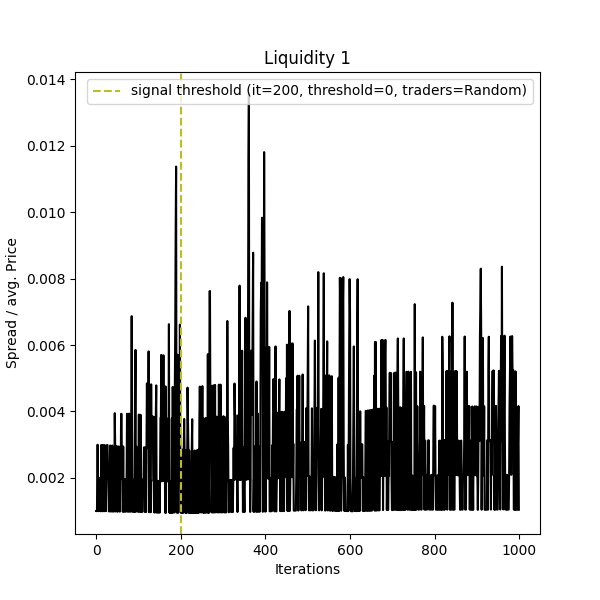 Liquidity 1
signal threshold (it=200, threshold=0, traders=Random)
Spread / avg. Price
0.014
0.012
0.010
0.008
0.006
0.004
0.002
0 200 400 600 800 1000
Iterations